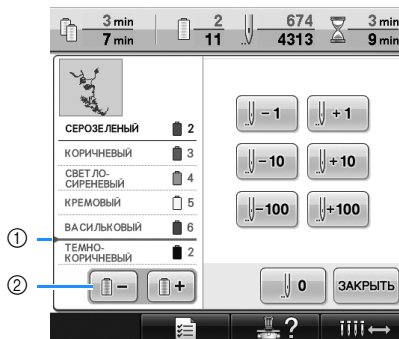 3 min 2 674 3 min
7 min 11 4313 9 min
СЕРОЗЕЛЕНЫЙ 2
КОРИЧНЕВЫЙ 3
СВЕТЛО-
СИРЕНЕВЫЙ 4
КРЕМОВЫЙ 5
ВАСИЛЬКОВЫЙ 6
ТЕМНО-
КОРИЧНЕВЫЙ 2
－1 +1
－10 +10
－100 +100
0 ЗАКРЫТЬ
－ +
?
1
2